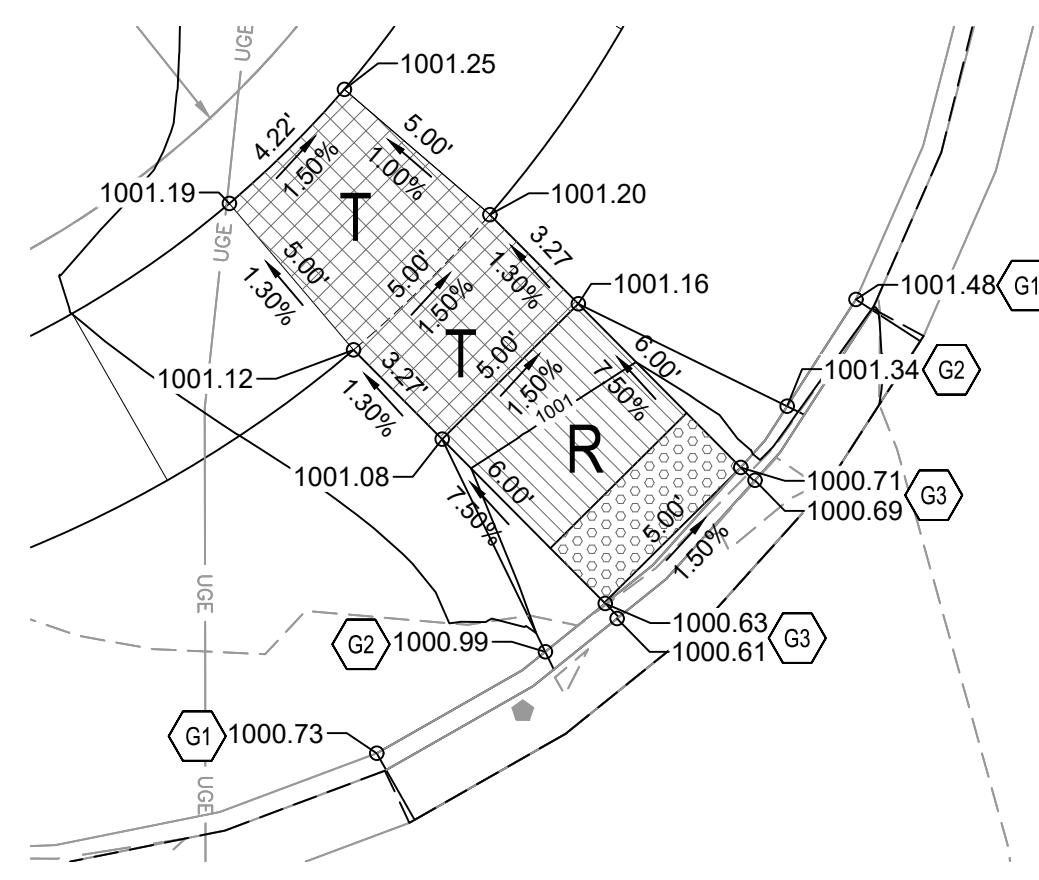 UGE
1001.25
4.22'
1.50%
5.00'
1.00%
1001.19
T
1001.20
UGE
5.00'
1.30%
5.00'
1.50%
3.27
1.30%
1001.16
1001.48
G1
T
1001.12
3.27'
1.30%
5.00'
1.50%
6.00'
7.50%
1001.34
G2
1001
R
1001.08
6.00'
7.50%
1000.71
1000.69
G3
5.00'
1.50%
UGE
1000.63
1000.61
G3
G2
1000.99
G1
1000.73
UGE